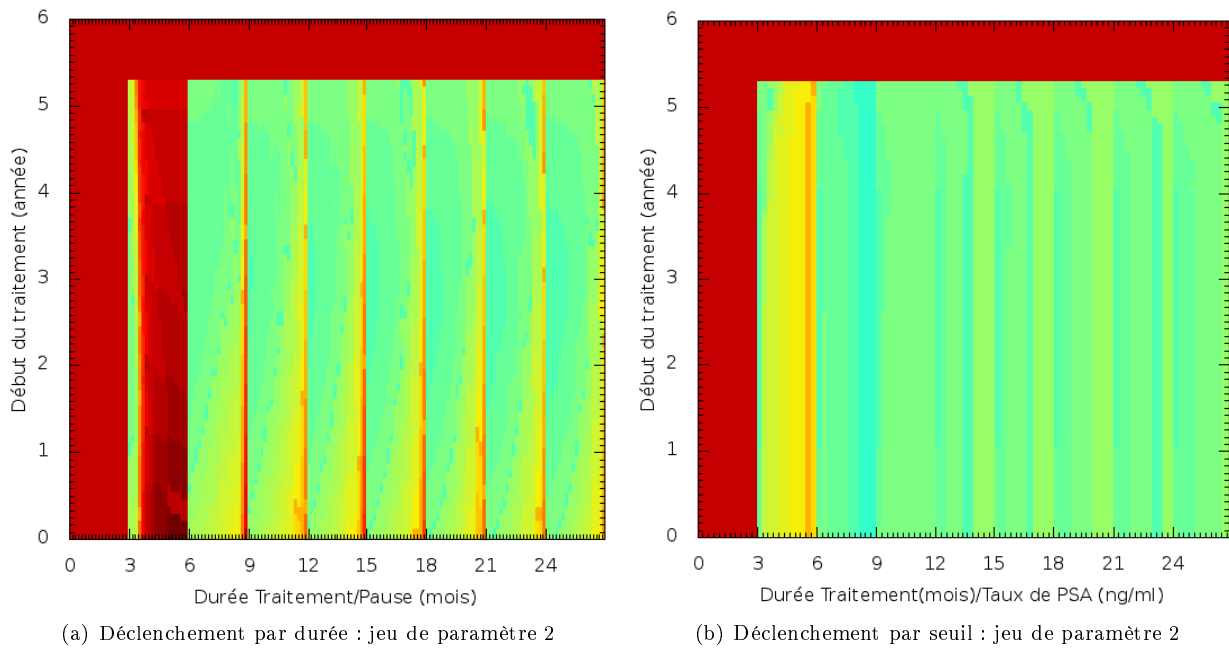 6
5
4
3
2
1
0
Début du traitement (année)
0 3 6 9 12 15 18 21 24
Durée Traitement/Pause (mois)
(a) Déclenchement par durée : jeu de paramètre 2
6
5
4
3
2
1
0
Début du traitement (année)
0 3 6 9 12 15 18 21 24
Durée Traitement(mois)/Taux de PSA (ng/ml)
(b) Déclenchement par seuil : jeu de paramètre 2